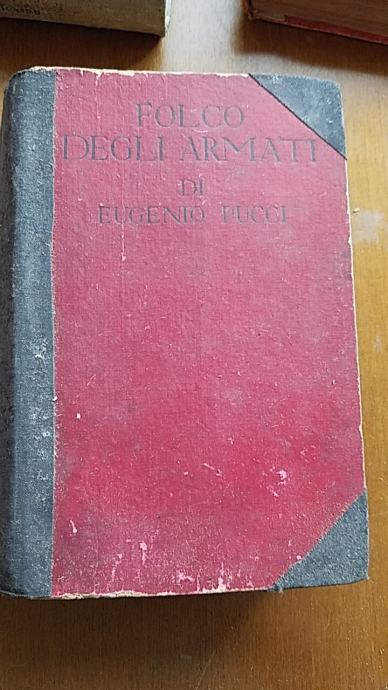 FOLCO
DEGLI ARMATI
DI
EUGENIO PUCCI